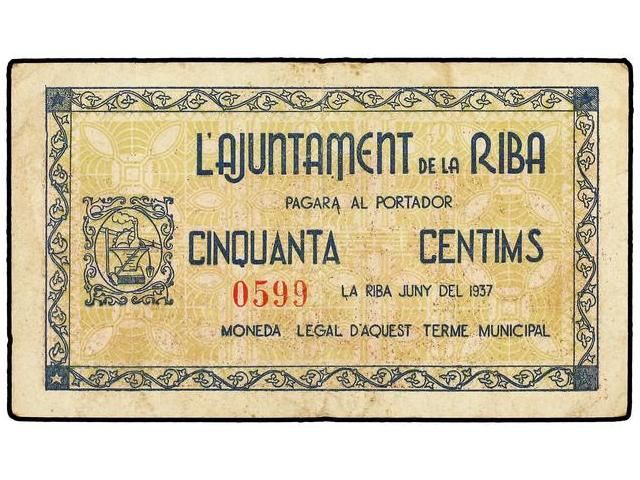 L'AJUNTAMENT DE LA RIBA
PAGARA AL PORTADOR
CINQUANTA CENTIMS
0599 LA RIBA JUNY DEL 1937
MONEDA LEGAL D'AQUEST TERME MUNICIPAL